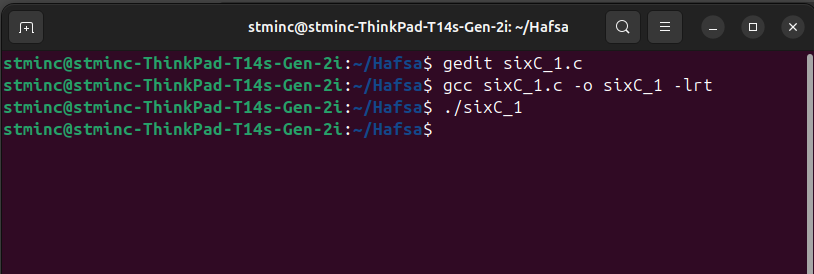 stminc@stminc-ThinkPad-T14s-Gen-2i: ~/Hafsa
stminc@stminc-ThinkPad-T14s-Gen-2i:~/Hafsa$ gedit sixC_1.c
stminc@stminc-ThinkPad-T14s-Gen-2i:~/Hafsa$ gcc sixC_1.c -o sixC_1 -lrt
stminc@stminc-ThinkPad-T14s-Gen-2i:~/Hafsa$ ./sixC_1
stminc@stminc-ThinkPad-T14s-Gen-2i:~/Hafsa$